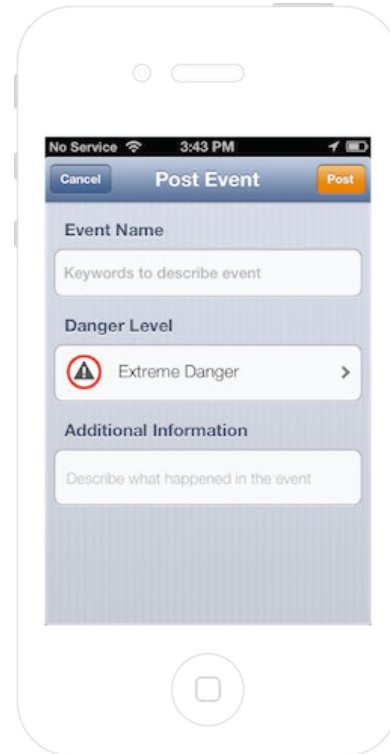 No Service 3:43 PM
Cancel Post Event Post
Event Name
Keywords to describe event
Danger Level
Extreme Danger
Additional Information
Describe what happened in the event